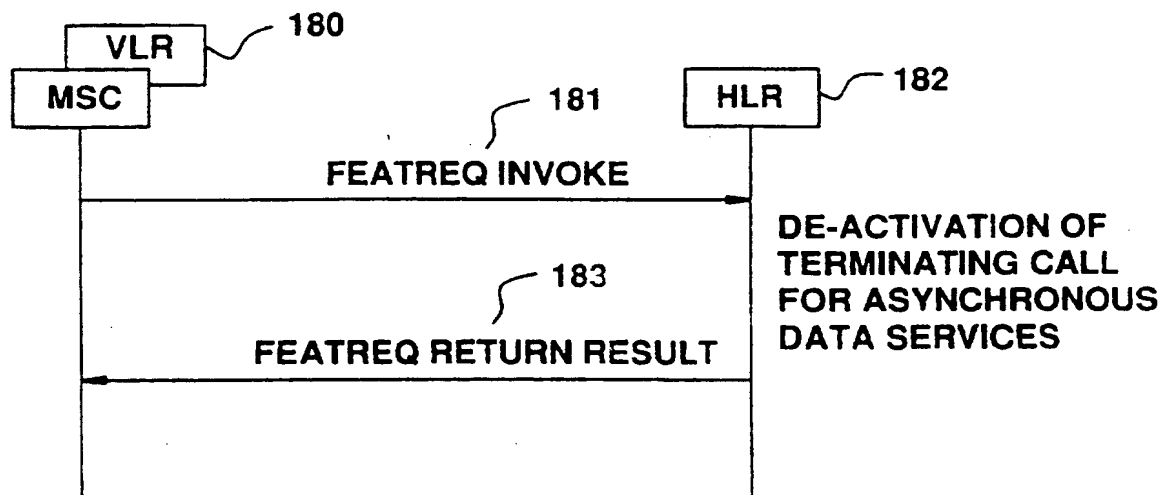 VLR
180
MSC
HLR
182
181
FEATREQ INVOKE
DE-ACTIVATION OF
TERMINATING CALL
FOR ASYNCHRONOUS
DATA SERVICES
183
FEATREQ RETURN RESULT